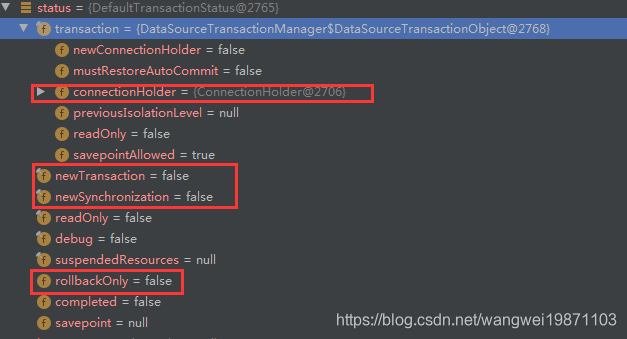 status = {DefaultTransactionStatus@2765}
transaction = {DataSourceTransactionManager$DataSourceTransactionObject@2768}
newConnectionHolder = false
mustRestoreAutoCommit = false
connectionHolder = {ConnectionHolder@2706}
previousIsolationLevel = null
readOnly = false
savepointAllowed = true
newTransaction = false
newSynchronization = false
readOnly = false
debug = false
suspendedResources = null
rollbackOnly = false
completed = false
savepoint = null
https://blog.csdn.net/wangwei19871103